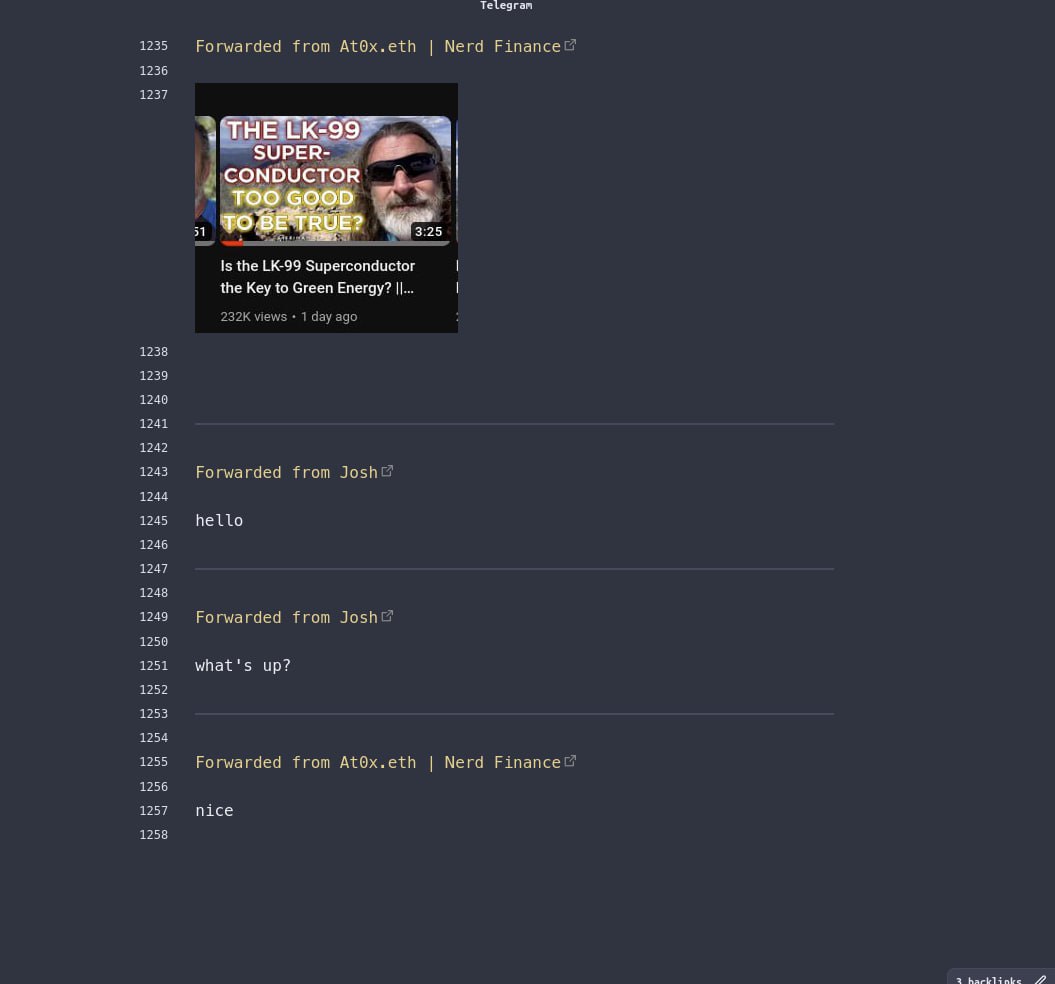 Telegram
1235 Forwarded from At0x.eth | Nerd Finance
1236
1237
THE LK-99
SUPER-
CONDUCTOR
TOO GOOD
TO BE TRUE?
51
3:25
Is the LK-99 Superconductor
the Key to Green Energy? ||...
232K views • 1 day ago
1238
1239
1240
1241
1242
1243 Forwarded from Josh
1244
1245 hello
1246
1247
1248
1249 Forwarded from Josh
1250
1251 what's up?
1252
1253
1254
1255 Forwarded from At0x.eth | Nerd Finance
1256
1257 nice
1258
3 backlinks